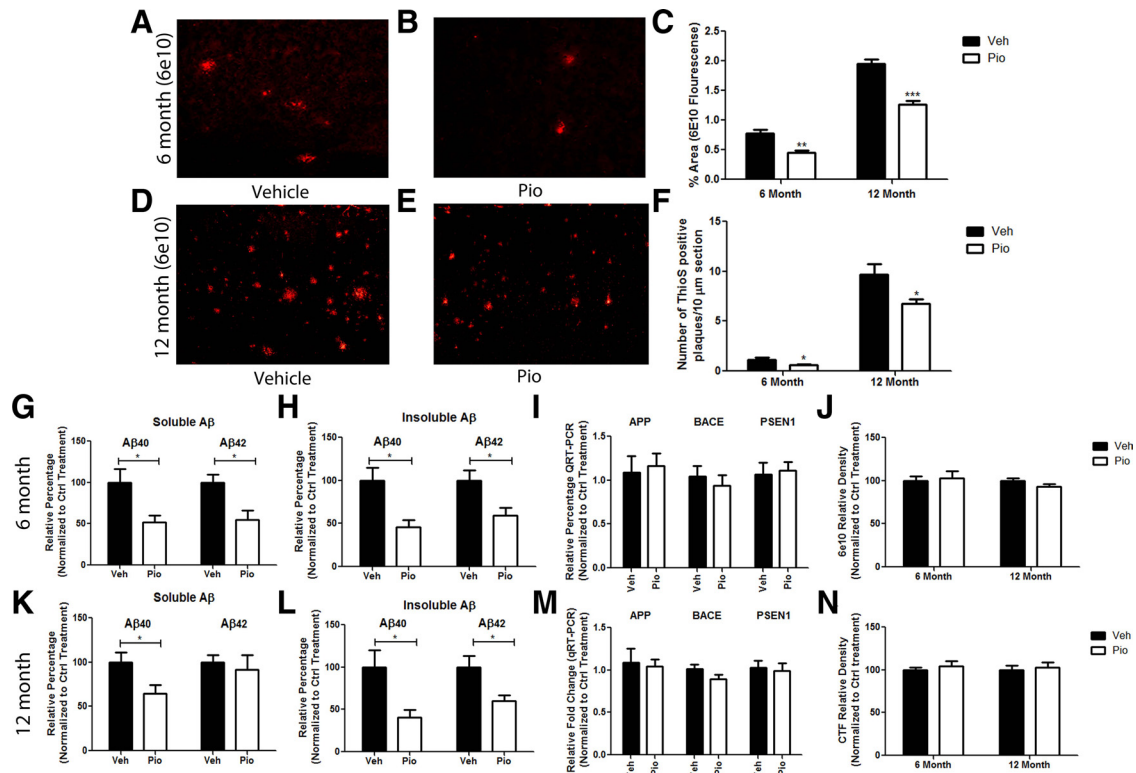 A
B
C
6 month (6e10)
Vehicle
Pio
% Area (6E10 Flourescense)
2.0
1.5
1.0
0.5
0.0
Veh
Pio
**
***
6 Month
12 Month
D
E
F
12 month (6e10)
Vehicle
Pio
Number of ThioS positive
plaques/10 µm section
15
10
5
0
Veh
Pio
*
*
6 Month
12 Month
G
H
I
J
6 month
Soluble Aβ
Relative Percentage
(Normalized to Ctrl Treatment)
150
100
50
0
Aβ40
Aβ42
*
*
Veh
Pio
Veh
Pio
Insoluble Aβ
Relative Percentage
(Normalized to Ctrl Treatment)
150
100
50
0
Aβ40
Aβ42
*
*
Veh
Pio
Veh
Pio
Relative Percentage QRT-PCR
(Normalized to Ctrl Treatment)
APP
BACE
PSEN1
1.5
1.0
0.5
0.0
Veh
Pio
Veh
Pio
Veh
Pio
6e10 Relative Density
(Normalized to Ctrl Treatment)
150
100
50
0
Veh
Pio
6 Month
12 Month
K
L
M
N
12 month
Soluble Aβ
Relative Percentage
(Normalized to Ctrl Treatment)
150
100
50
0
Aβ40
Aβ42
*
Veh
Pio
Veh
Pio
Insoluble Aβ
Relative Percentage
(Normalized to Ctrl Treatment)
150
100
50
0
Aβ40
Aβ42
*
*
Veh
Pio
Veh
Pio
Relative Fold Change (qRT-PCR)
(Normalized to Ctrl Treatment)
APP
BACE
PSEN1
1.5
1.0
0.5
0.0
Veh
Pio
Veh
Pio
Veh
Pio
CTF Relative Density
(Normalized to Ctrl treatment)
150
100
50
0
Veh
Pio
6 Month
12 Month